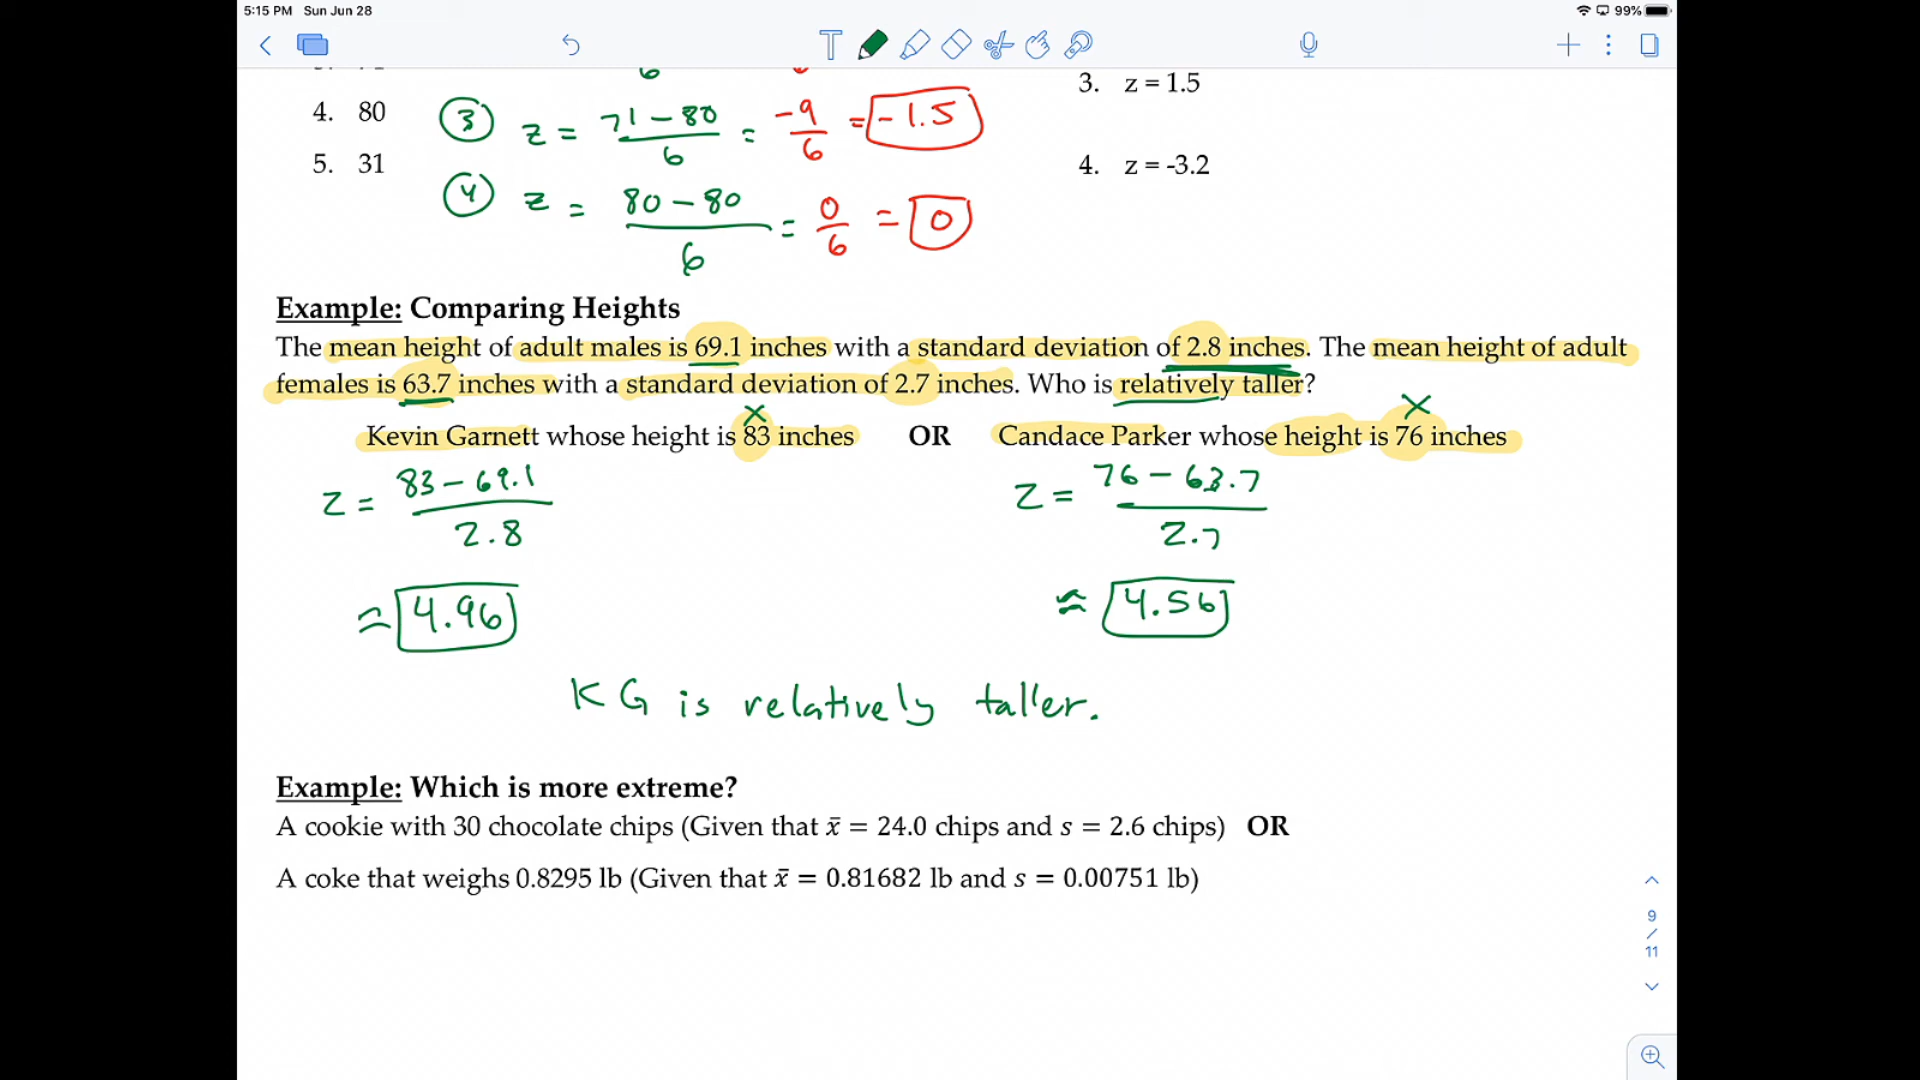 5:15 PM Sun Jun 28 99%
3. z = 1.5
4. 80 ③ z = 71 - 80 / 6 = -9 / 6 = -1.5
5. 31 4. z = -3.2
④ z = 80 - 80 / 6 = 0 / 6 = 0
Example: Comparing Heights
The mean height of adult males is 69.1 inches with a standard deviation of 2.8 inches. The mean height of adult
females is 63.7 inches with a standard deviation of 2.7 inches. Who is relatively taller?
x x
Kevin Garnett whose height is 83 inches OR Candace Parker whose height is 76 inches
z = 83 - 69.1 / 2.8 z = 76 - 63.7 / 2.7
≈ 4.96 ≈ 4.56
KG is relatively taller.
Example: Which is more extreme?
A cookie with 30 chocolate chips (Given that x̄ = 24.0 chips and s = 2.6 chips) OR
A coke that weighs 0.8295 lb (Given that x̄ = 0.81682 lb and s = 0.00751 lb)
9
/
11